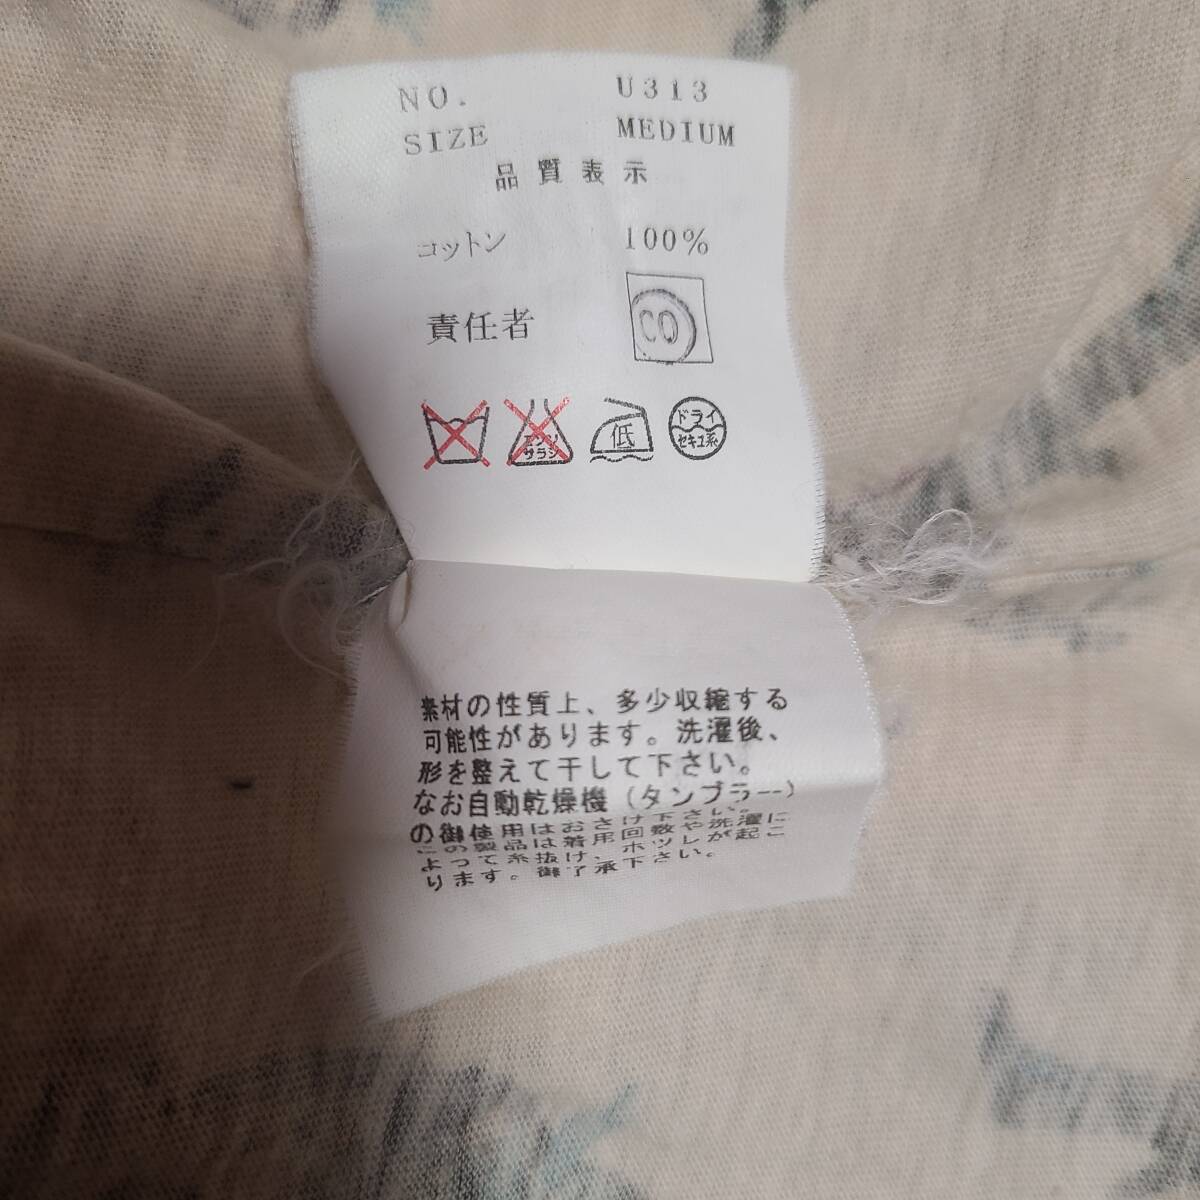 NO. U313
SIZE MEDIUM
品質表示
コットン 100%
責任者 CO
エンソサラシ 低 ドライ セキユ系
素材の性質上、多少収縮する
可能性があります。洗濯後、
形を整えて干して下さい。
なお自動乾燥機(タンブラー)
の御使用はおさけ下さい。
この製品は着用回数や洗濯に
よって糸抜け、ホツレが起こ
ります。御了承下さい。